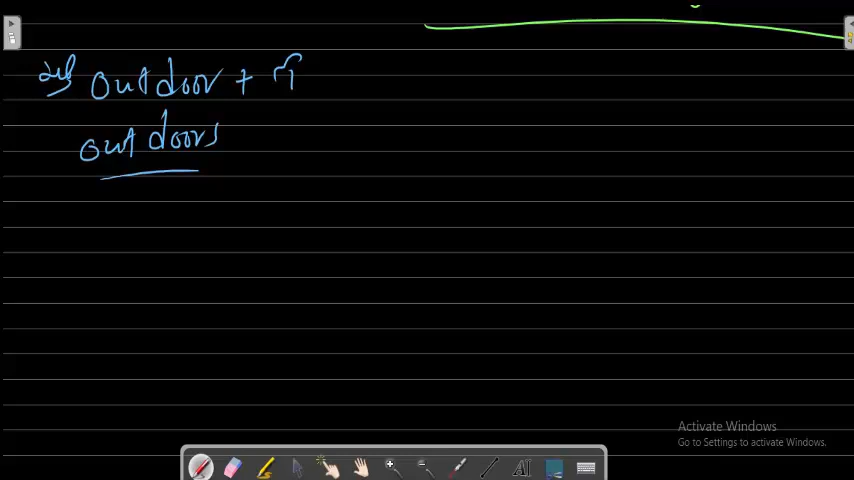 outdoor +
outdoors
Activate Windows
Go to Settings to activate Windows.